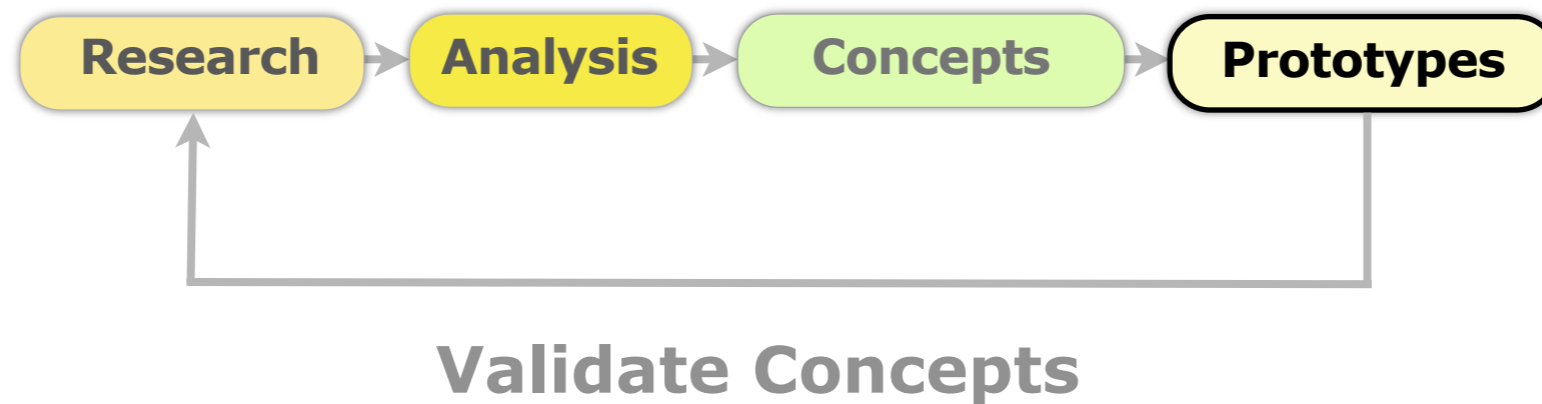 Research
Analysis
Concepts
Prototypes
Validate Concepts